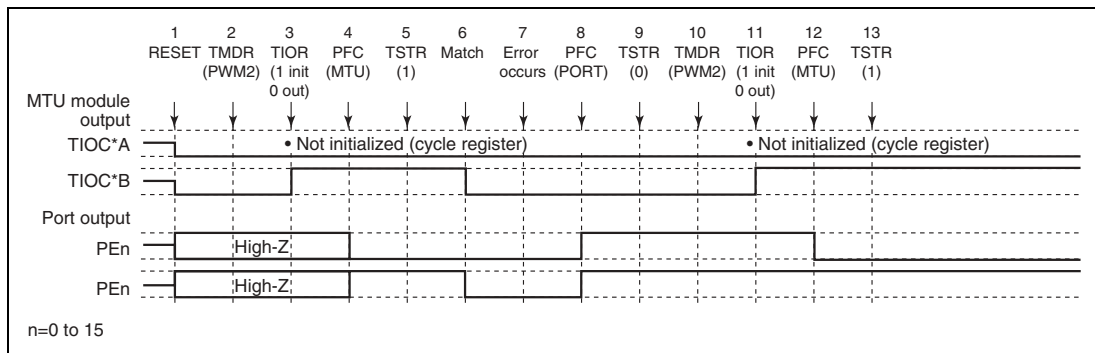 1 2 3 4 5 6 7 8 9 10 11 12 13
RESET TMDR TIOR PFC TSTR Match Error PFC TSTR TMDR TIOR PFC TSTR
(PWM2) (1 init (MTU) (1) occurs (PORT) (0) (PWM2) (1 init (MTU) (1)
0 out) 0 out)
MTU module
output
TIOC*A • Not initialized (cycle register) • Not initialized (cycle register)
TIOC*B
Port output
PEn High-Z
PEn High-Z
n=0 to 15